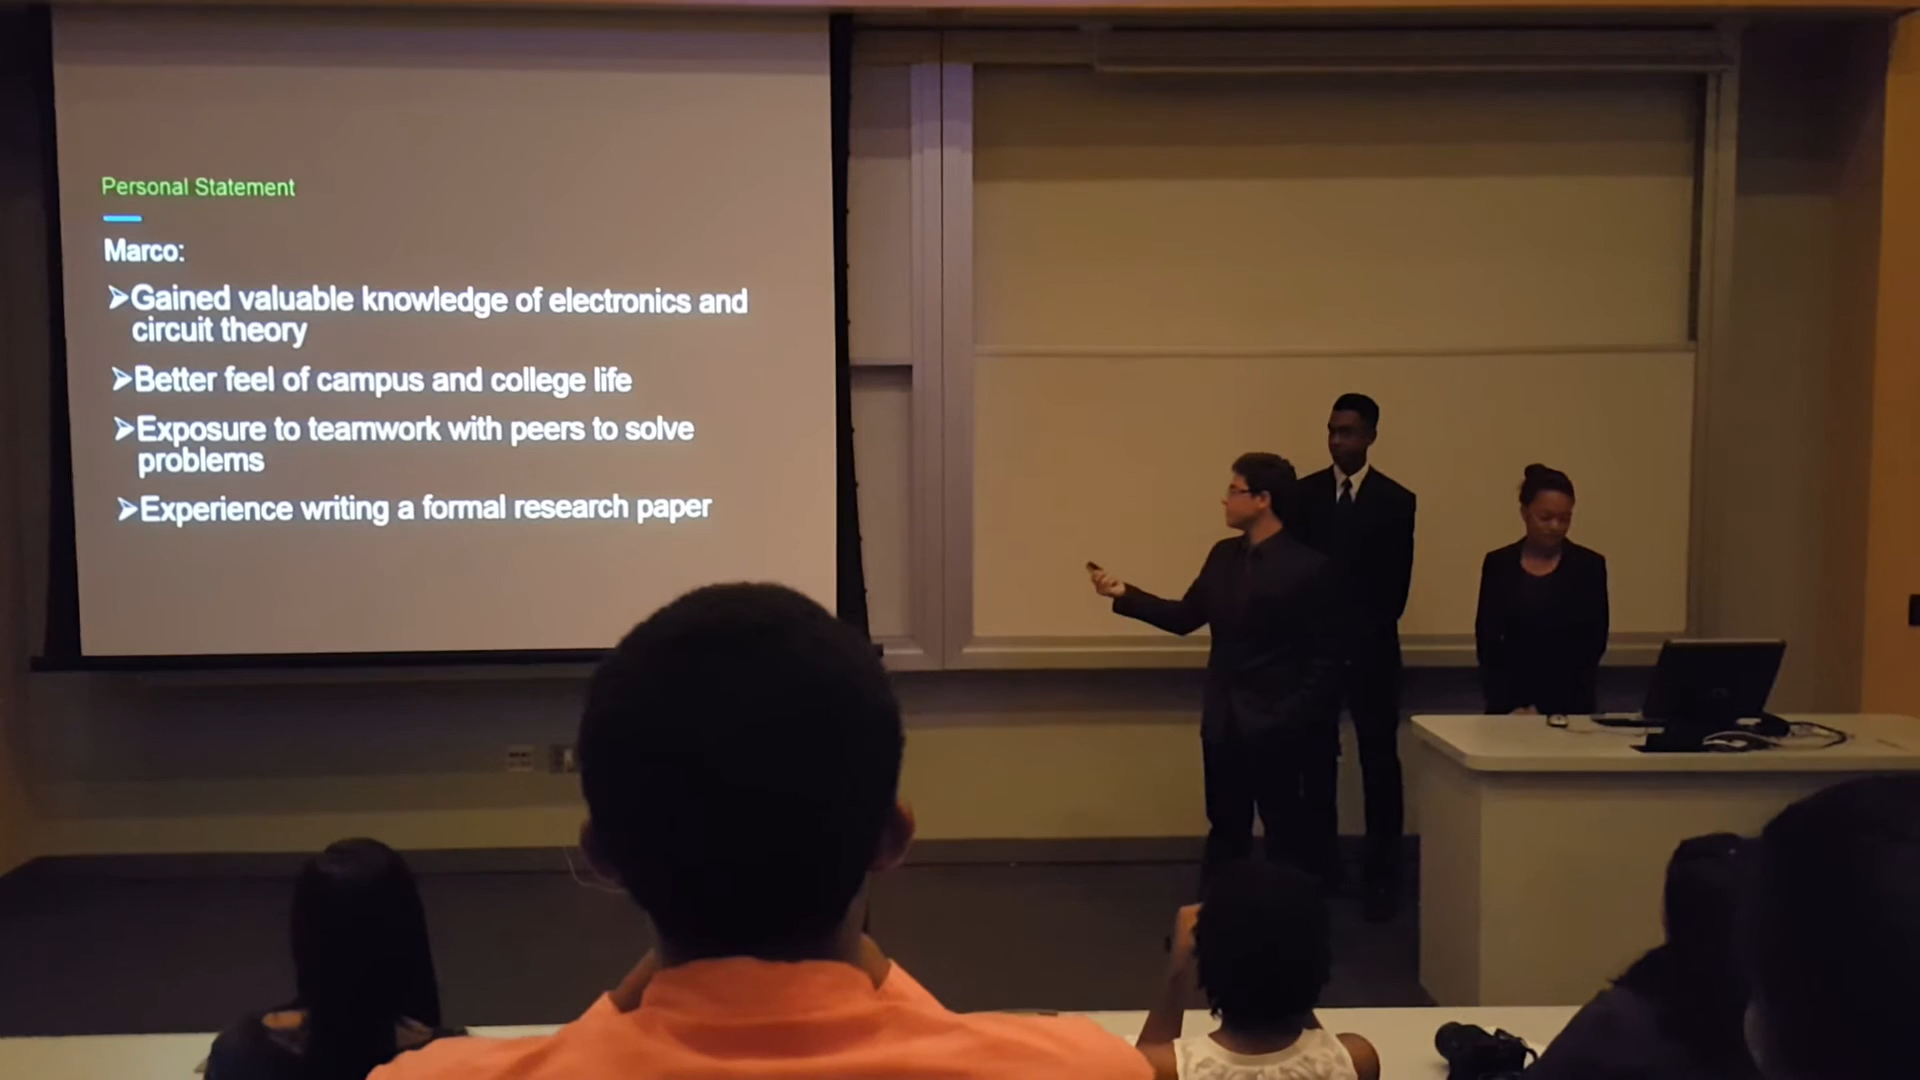 Personal Statement
Marco:
➢Gained valuable knowledge of electronics and
circuit theory
➢Better feel of campus and college life
➢Exposure to teamwork with peers to solve
problems
➢Experience writing a formal research paper